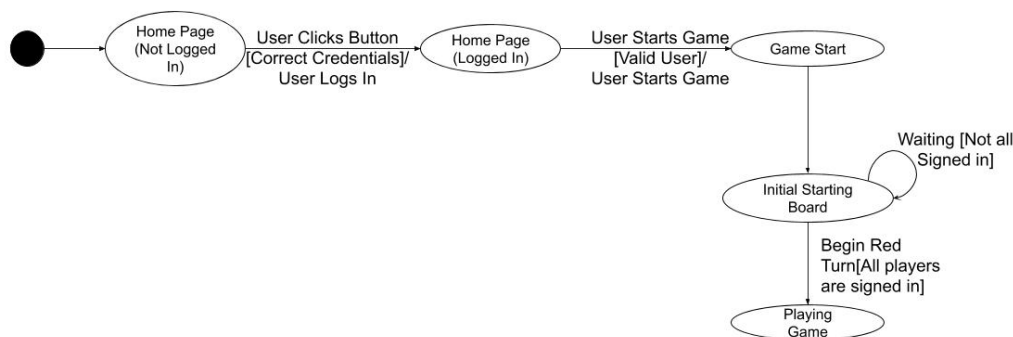 Home Page
(Not Logged
In)
User Clicks Button
[Correct Credentials]/
User Logs In
Home Page
(Logged In)
User Starts Game
[Valid User]/
User Starts Game
Game Start
Waiting [Not all
Signed in]
Initial Starting
Board
Begin Red
Turn[All players
are signed in]
Playing
Game